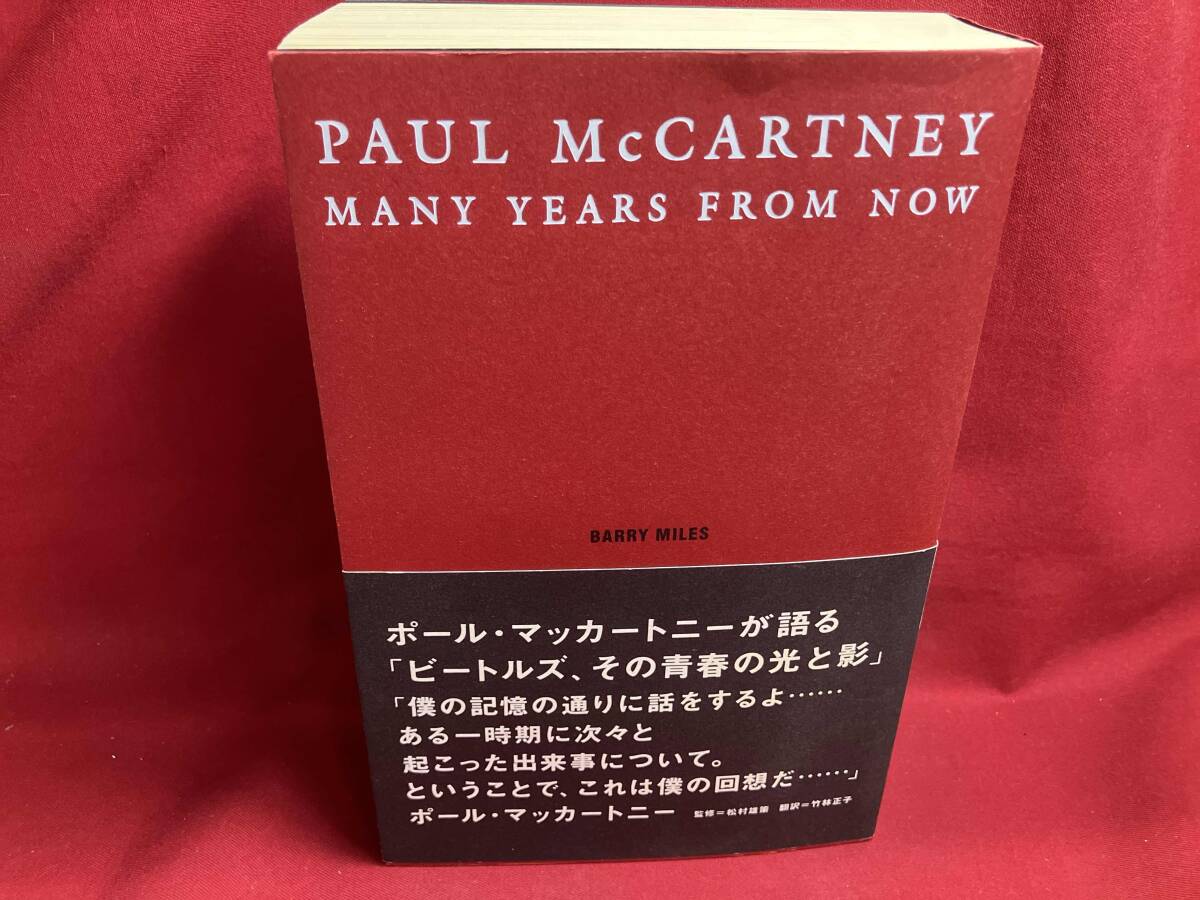 PAUL McCARTNEY
MANY YEARS FROM NOW
BARRY MILES
ポール・マッカートニーが語る
「ビートルズ、その青春の光と影」
「僕の記憶の通りに話をするよ……
ある一時期に次々と
起こった出来事について。
ということで、これは僕の回想だ……」
ポール・マッカートニー 監修=松村雄策 翻訳=竹林正子